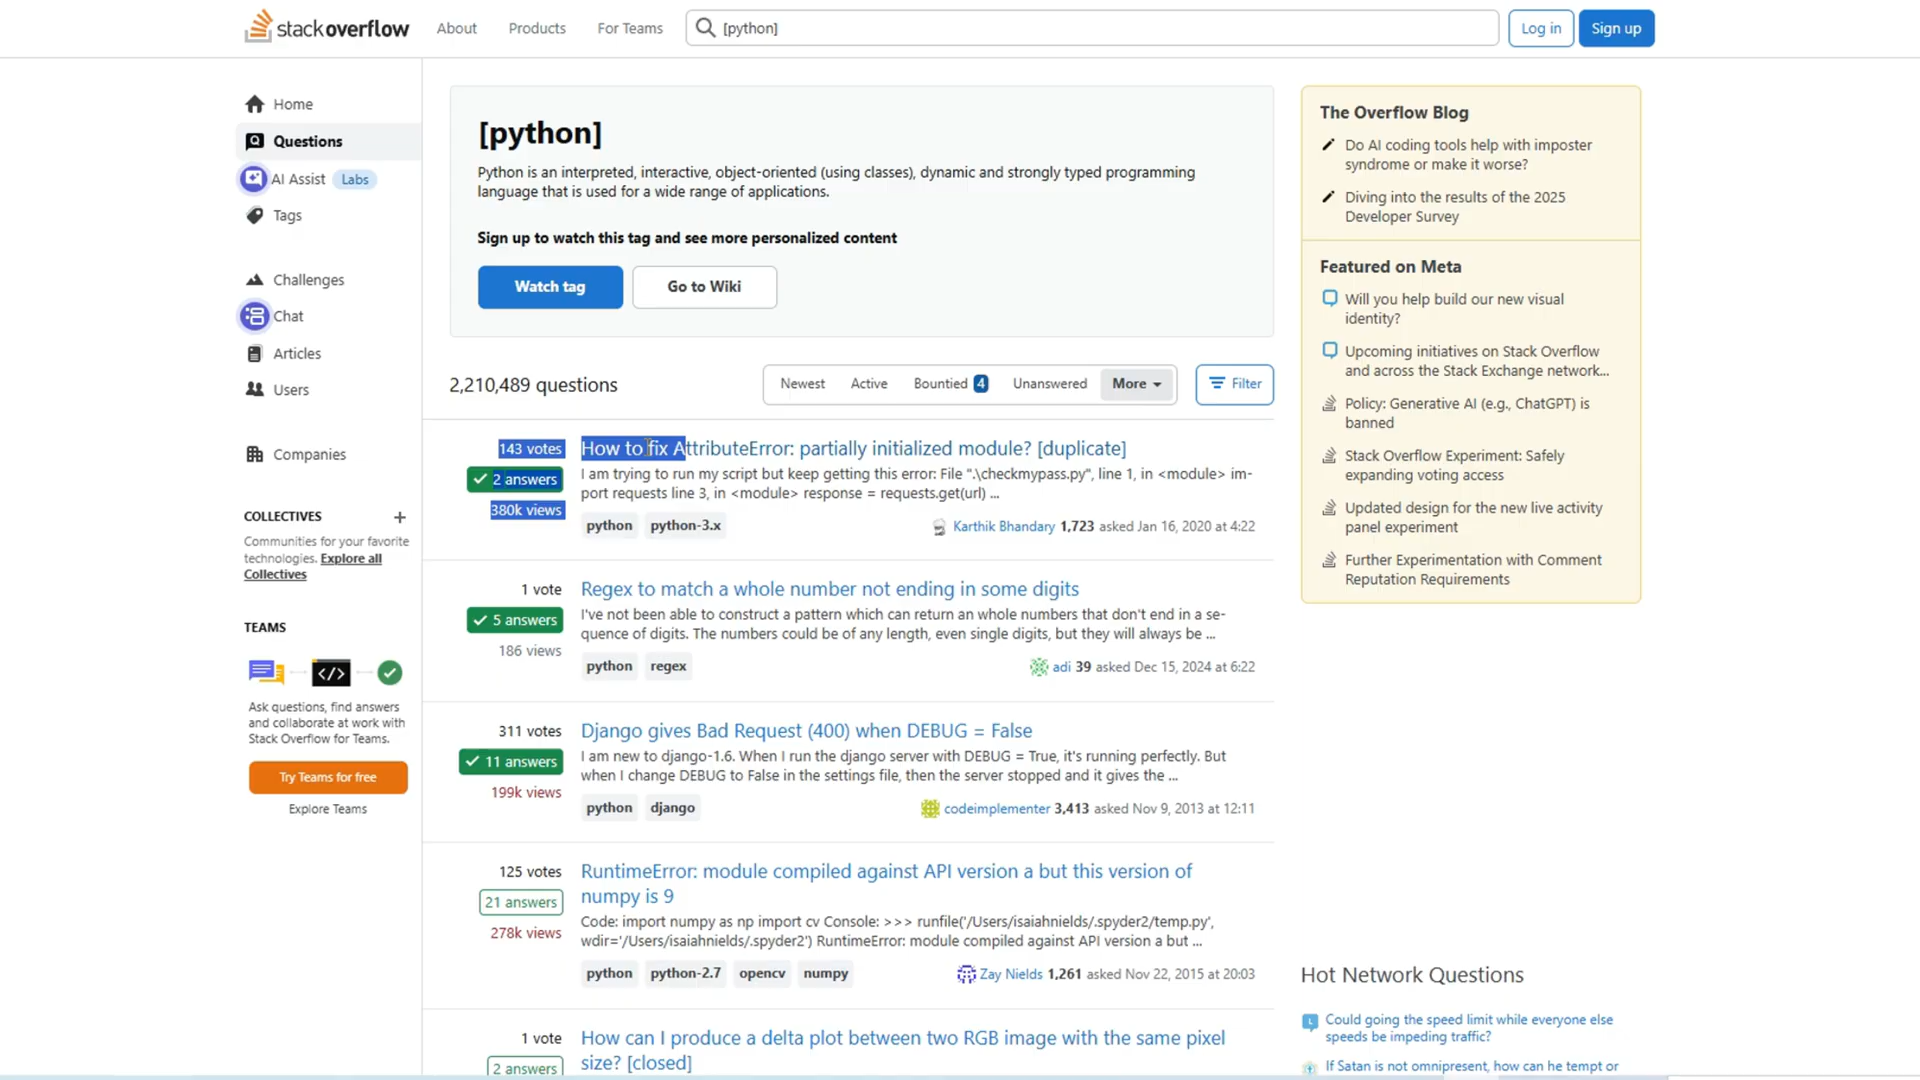 stackoverflow
About
Products
For Teams
[python]
Log in
Sign up
Home
Questions
AI Assist Labs
Tags
Challenges
Chat
Articles
Users
Companies
COLLECTIVES +
Communities for your favorite
technologies. Explore all
Collectives
TEAMS
</>
Ask questions, find answers
and collaborate at work with
Stack Overflow for Teams.
Try Teams for free
Explore Teams
[python]
Python is an interpreted, interactive, object-oriented (using classes), dynamic and strongly typed programming
language that is used for a wide range of applications.
Sign up to watch this tag and see more personalized content
Watch tag
Go to Wiki
2,210,489 questions
Newest
Active
Bountied 4
Unanswered
More
Filter
143 votes
2 answers
380k views
How to fix AttributeError: partially initialized module? [duplicate]
I am trying to run my script but keep getting this error: File ".\checkmypass.py", line 1, in <module> im-
port requests line 3, in <module> response = requests.get(url) ...
python python-3.x
Karthik Bhandary 1,723 asked Jan 16, 2020 at 4:22
1 vote
5 answers
186 views
Regex to match a whole number not ending in some digits
I've not been able to construct a pattern which can return an whole numbers that don't end in a se-
quence of digits. The numbers could be of any length, even single digits, but they will always be ...
python regex
adi 39 asked Dec 15, 2024 at 6:22
311 votes
11 answers
199k views
Django gives Bad Request (400) when DEBUG = False
I am new to django-1.6. When I run the django server with DEBUG = True, it's running perfectly. But
when I change DEBUG to False in the settings file, then the server stopped and it gives the ...
python django
codeimplementer 3,413 asked Nov 9, 2013 at 12:11
125 votes
21 answers
278k views
RuntimeError: module compiled against API version a but this version of
numpy is 9
Code: import numpy as np import cv Console: >>> runfile('/Users/isaiahnields/.spyder2/temp.py',
wdir='/Users/isaiahnields/.spyder2') RuntimeError: module compiled against API version a but ...
python python-2.7 opencv numpy
Zay Nields 1,261 asked Nov 22, 2015 at 20:03
1 vote
2 answers
How can I produce a delta plot between two RGB image with the same pixel
size? [closed]
The Overflow Blog
Do AI coding tools help with imposter
syndrome or make it worse?
Diving into the results of the 2025
Developer Survey
Featured on Meta
Will you help build our new visual
identity?
Upcoming initiatives on Stack Overflow
and across the Stack Exchange network...
Policy: Generative AI (e.g., ChatGPT) is
banned
Stack Overflow Experiment: Safely
expanding voting access
Updated design for the new live activity
panel experiment
Further Experimentation with Comment
Reputation Requirements
Hot Network Questions
Could going the speed limit while everyone else
speeds be impeding traffic?
If Satan is not omnipresent, how can he tempt or